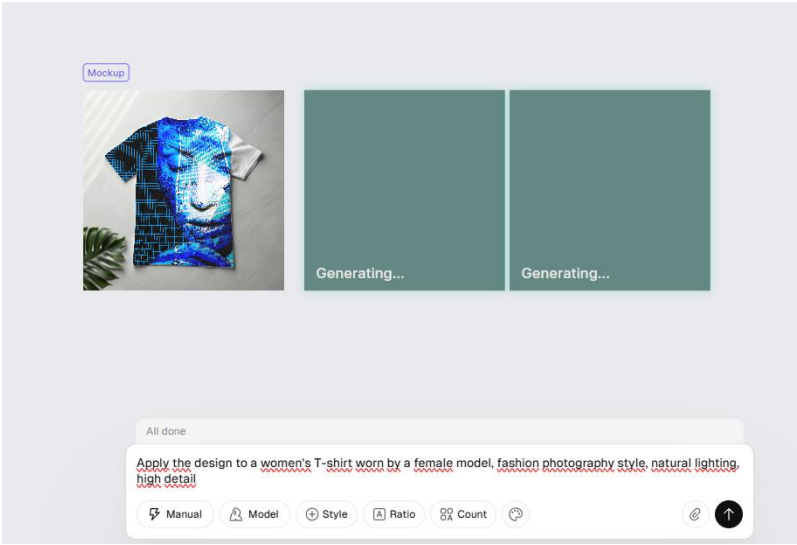 Mockup
Generating...
Generating...
All done
Apply the design to a women's T-shirt worn by a female model, fashion photography style, natural lighting,
high detail
Manual
Model
Style
Ratio
Count